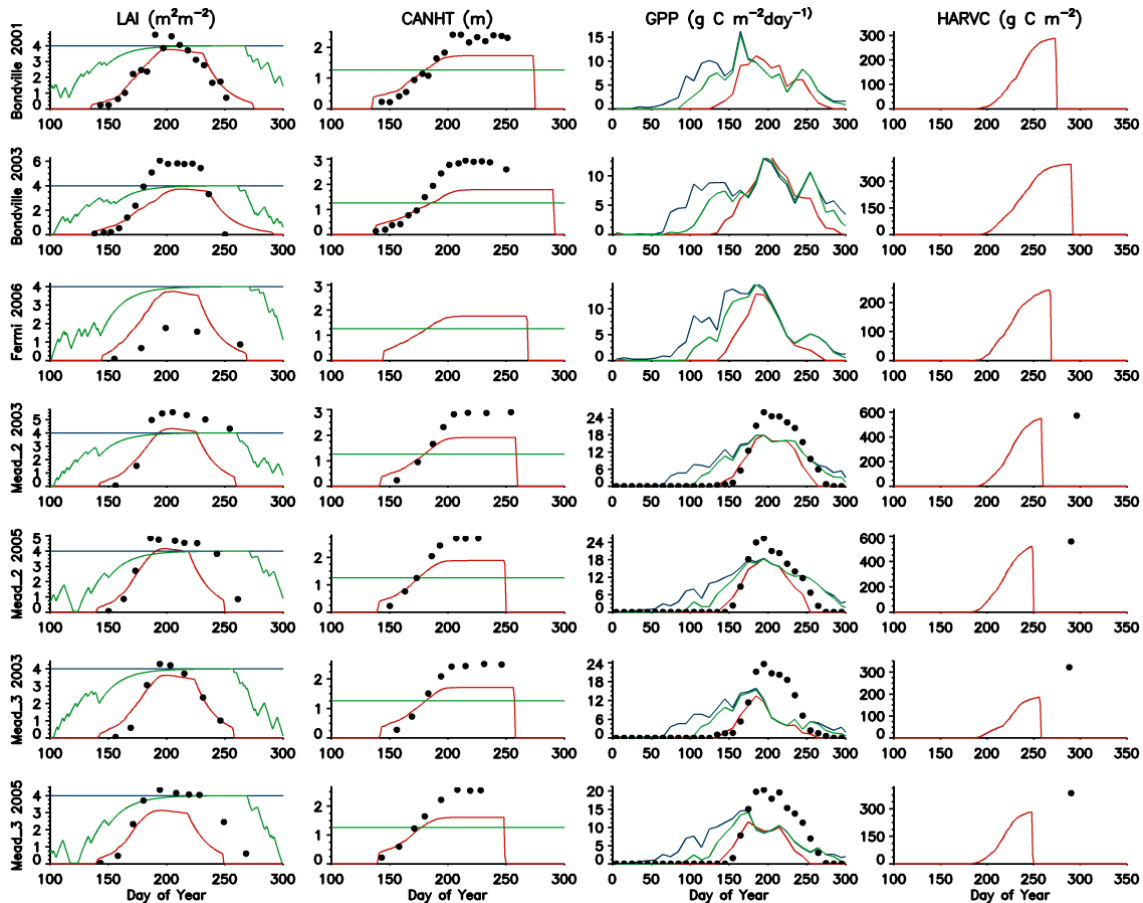 LAI (m²m⁻²)
CANHT (m)
GPP (g C m⁻²day⁻¹)
HARVC (g C m⁻²)
Bondville 2001
4
3
2
1
0
100 150 200 250 300
2
1
0
100 150 200 250 300
15
10
5
0
0 50 100 150 200 250 300
300
200
100
0
100 150 200 250 300 350
Bondville 2003
6
4
2
0
100 150 200 250 300
3
2
1
0
100 150 200 250 300
10
5
0
0 50 100 150 200 250 300
300
150
0
100 150 200 250 300 350
Fermi 2006
4
3
2
1
0
100 150 200 250 300
3
2
1
0
100 150 200 250 300
10
5
0
0 50 100 150 200 250 300
200
100
0
100 150 200 250 300 350
Mead_2 2003
5
4
3
2
1
0
100 150 200 250 300
3
2
1
0
100 150 200 250 300
24
18
12
6
0
0 50 100 150 200 250 300
600
400
200
0
100 150 200 250 300 350
Mead_2 2005
5
4
3
2
1
0
100 150 200 250 300
2
1
0
100 150 200 250 300
24
18
12
6
0
0 50 100 150 200 250 300
600
400
200
0
100 150 200 250 300 350
Mead_3 2003
4
3
2
1
0
100 150 200 250 300
2
1
0
100 150 200 250 300
24
18
12
6
0
0 50 100 150 200 250 300
300
200
100
0
100 150 200 250 300 350
Mead_3 2005
4
3
2
1
0
100 150 200 250 300
Day of Year
2
1
0
100 150 200 250 300
Day of Year
20
15
10
5
0
0 50 100 150 200 250 300
Day of Year
300
150
0
100 150 200 250 300 350
Day of Year